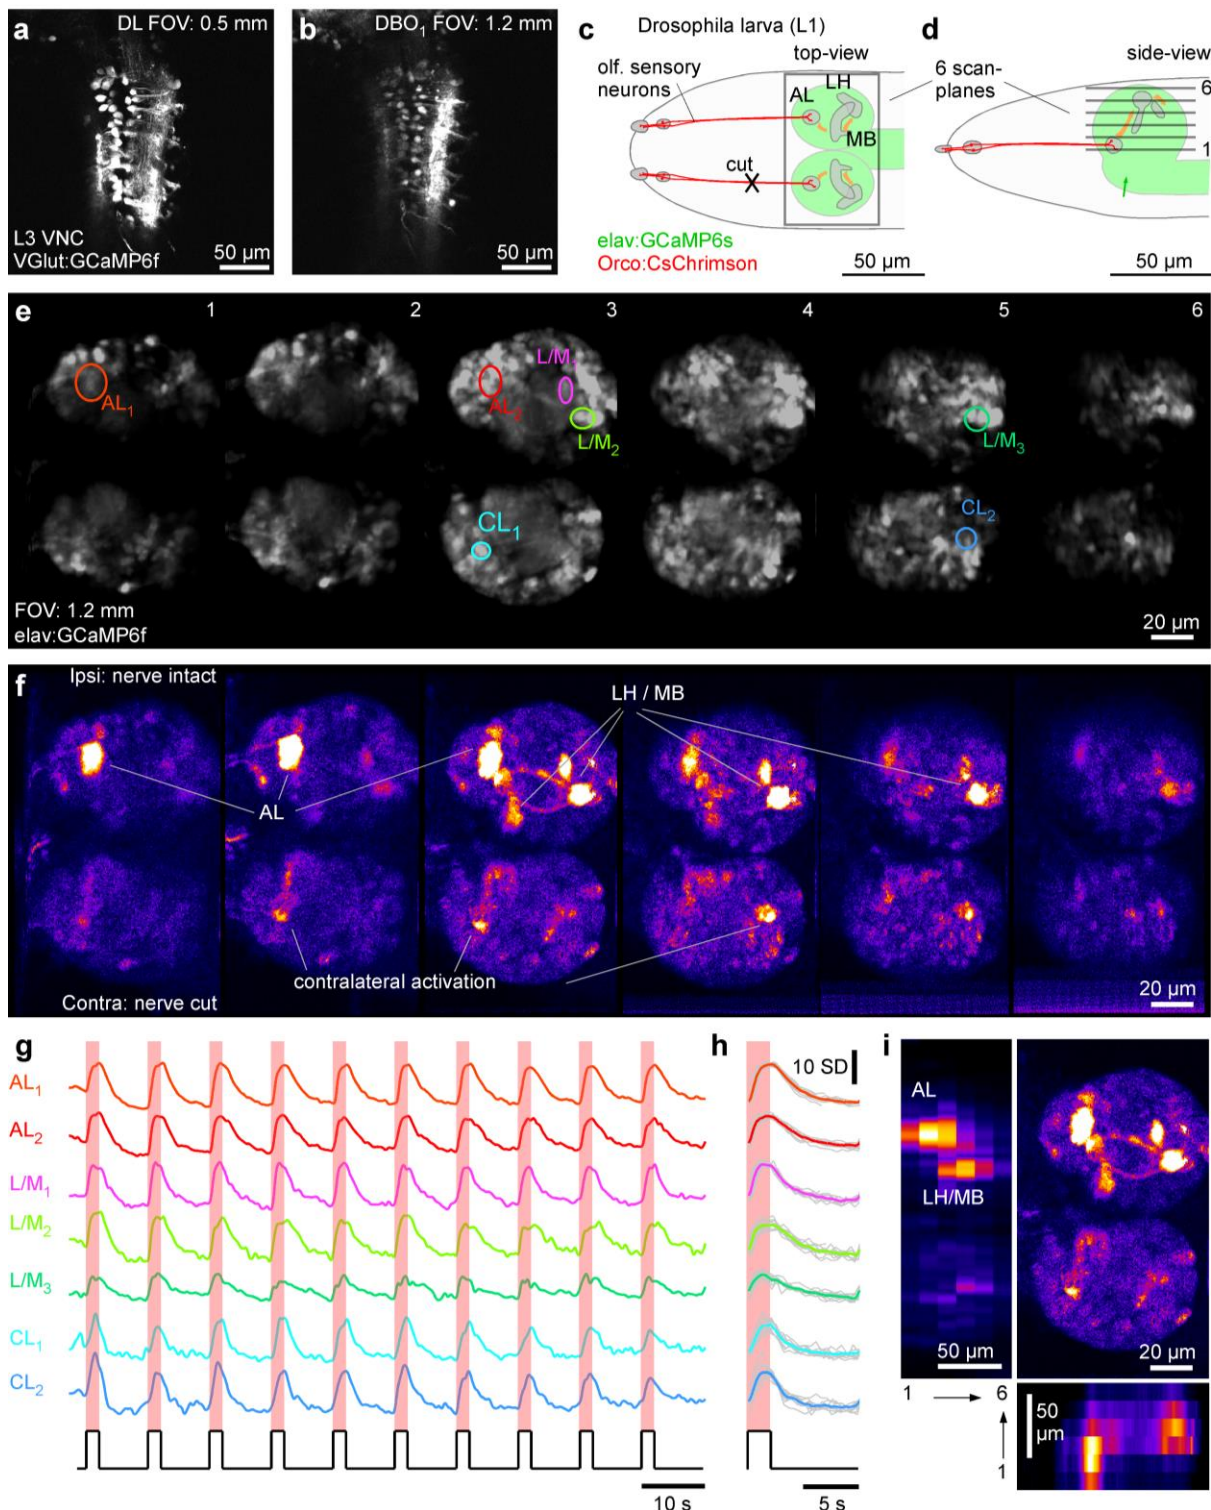 a
DL FOV: 0.5 mm
L3 VNC
VGlut:GCaMP6f
50 µm
b
DBO1 FOV: 1.2 mm
50 µm
c
Drosophila larva (L1)
top-view
olf. sensory
neurons
AL
LH
MB
cut
elav:GCaMP6s
Orco:CsChrimson
50 µm
d
side-view
6 scan-
planes
6
1
50 µm
e
1
2
3
4
5
6
AL1
AL2
L/M1
L/M2
L/M3
CL1
CL2
FOV: 1.2 mm
elav:GCaMP6f
20 µm
f
Ipsi: nerve intact
LH / MB
AL
contralateral activation
Contra: nerve cut
20 µm
g
AL1
AL2
L/M1
L/M2
L/M3
CL1
CL2
10 s
h
10 SD
5 s
i
AL
LH/MB
50 µm
20 µm
1
6
50
µm
1